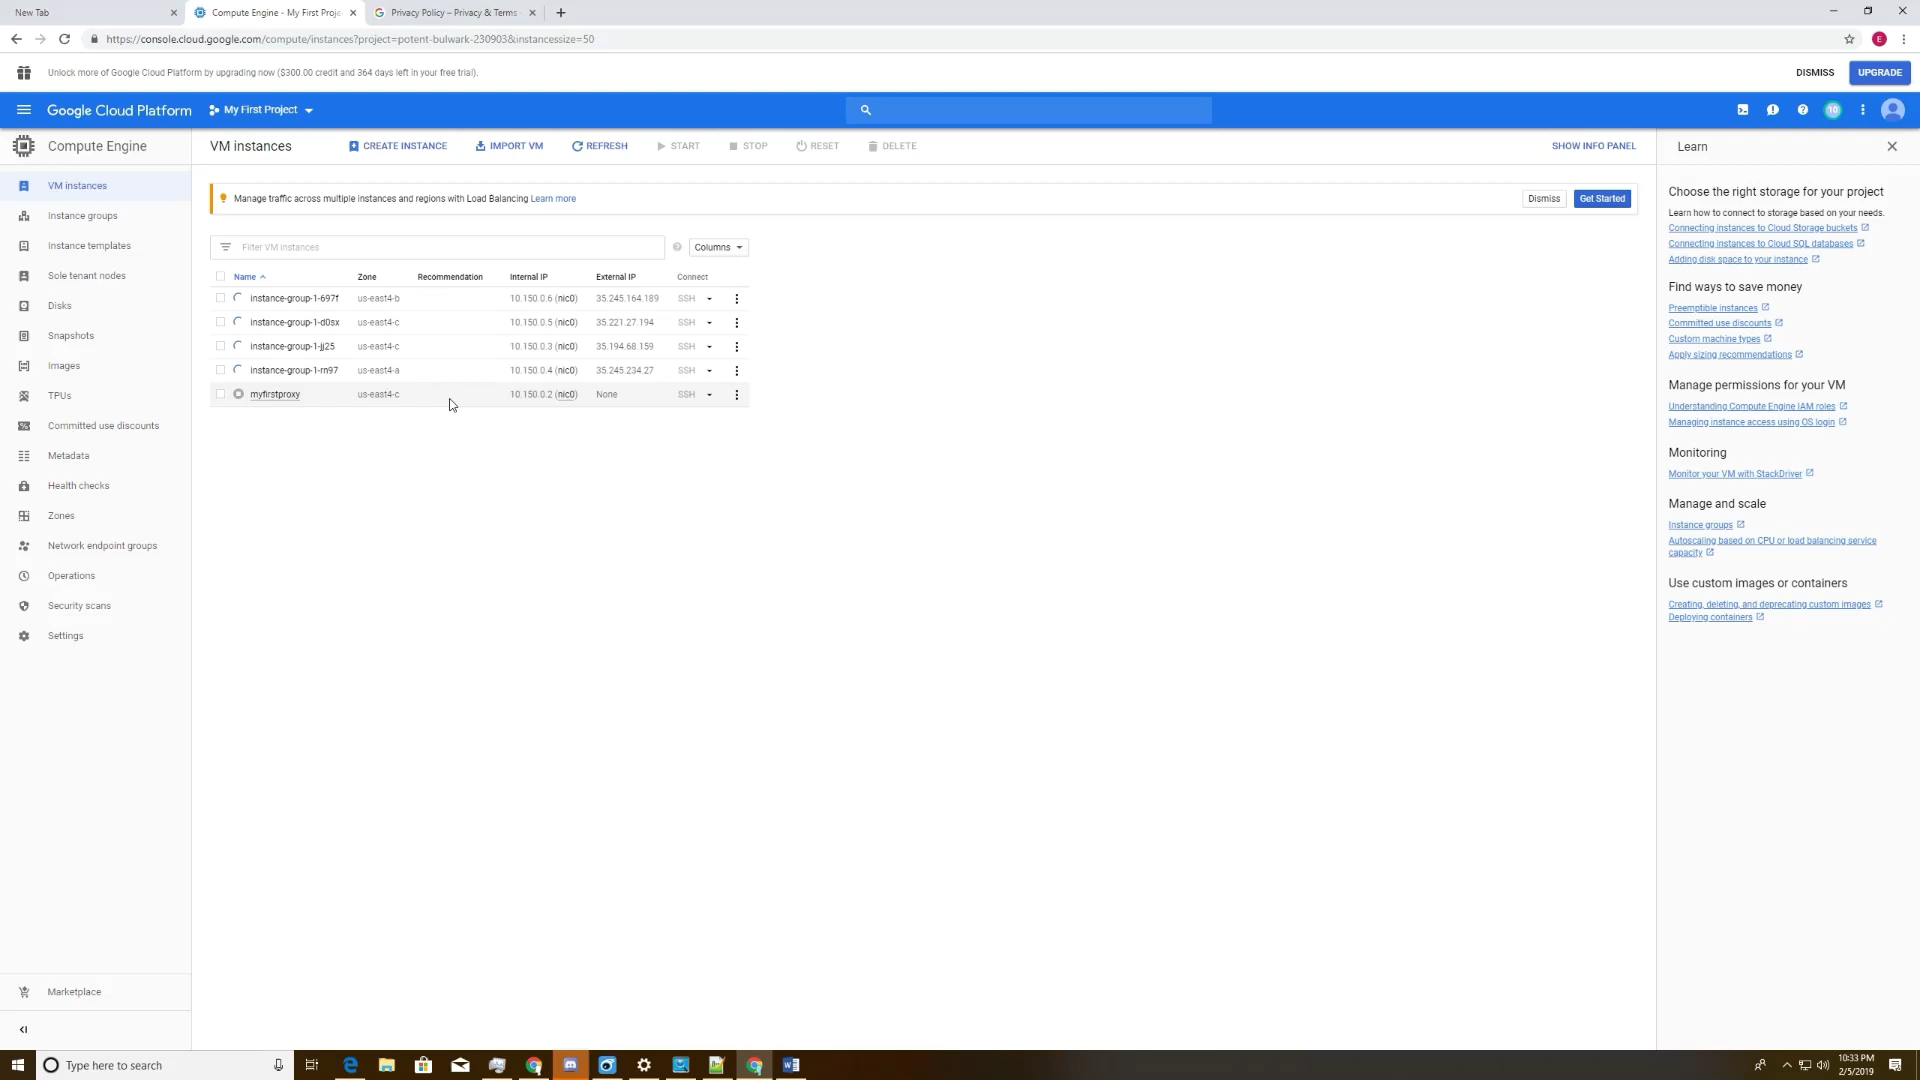 New Tab
Compute Engine - My First Proje
Privacy Policy – Privacy & Terms
https://console.cloud.google.com/compute/instances?project=potent-bulwark-230903&instancessize=50
E
Unlock more of Google Cloud Platform by upgrading now ($300.00 credit and 364 days left in your free trial).
DISMISS
UPGRADE
Google Cloud Platform
My First Project
10
Compute Engine
VM instances
CREATE INSTANCE
IMPORT VM
REFRESH
START
STOP
RESET
DELETE
SHOW INFO PANEL
Learn
VM instances
Instance groups
Instance templates
Sole tenant nodes
Disks
Snapshots
Images
TPUs
Committed use discounts
Metadata
Health checks
Zones
Network endpoint groups
Operations
Security scans
Settings
Marketplace
Manage traffic across multiple instances and regions with Load Balancing Learn more
Dismiss
Get Started
Filter VM instances
Columns
Name Zone Recommendation Internal IP External IP Connect
instance-group-1-697f us-east4-b 10.150.0.6 (nic0) 35.245.164.189 SSH
instance-group-1-d0sx us-east4-c 10.150.0.5 (nic0) 35.221.27.194 SSH
instance-group-1-jj25 us-east4-c 10.150.0.3 (nic0) 35.194.68.159 SSH
instance-group-1-rn97 us-east4-a 10.150.0.4 (nic0) 35.245.234.27 SSH
myfirstproxy us-east4-c 10.150.0.2 (nic0) None SSH
Choose the right storage for your project
Learn how to connect to storage based on your needs.
Connecting instances to Cloud Storage buckets
Connecting instances to Cloud SQL databases
Adding disk space to your instance
Find ways to save money
Preemptible instances
Committed use discounts
Custom machine types
Apply sizing recommendations
Manage permissions for your VM
Understanding Compute Engine IAM roles
Managing instance access using OS login
Monitoring
Monitor your VM with StackDriver
Manage and scale
Instance groups
Autoscaling based on CPU or load balancing service
capacity
Use custom images or containers
Creating, deleting, and deprecating custom images
Deploying containers
Type here to search
10:33 PM
2/5/2019